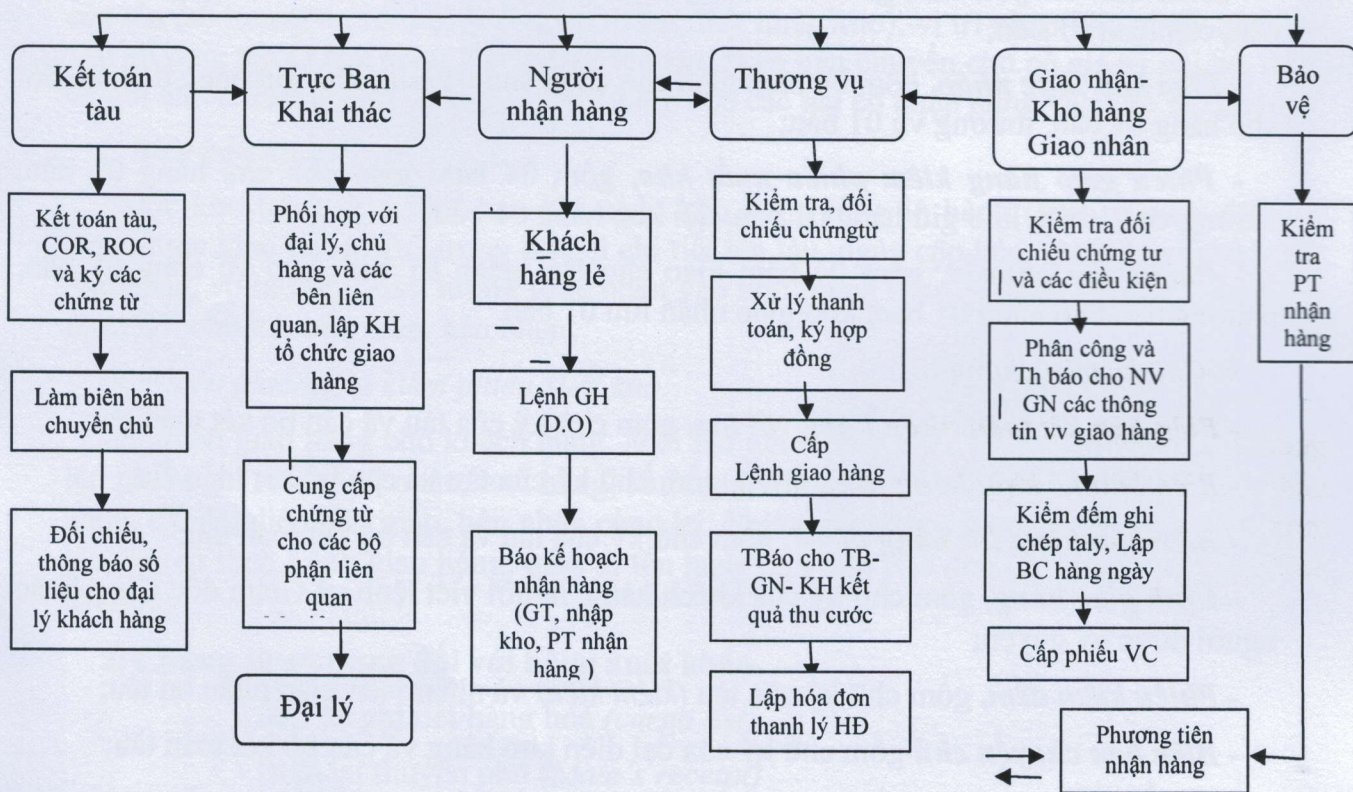 Kết toán
tàu
Trực Ban
Khai thác
Người
nhận hàng
Thương vụ
Giao nhận-
Kho hàng
Giao nhân
Bảo
vệ
Kết toán tàu,
COR, ROC
và ký các
chứng từ
Làm biên bản
chuyển chủ
Đối chiếu,
thông báo số
liệu cho đại
lý khách hàng
Phối hợp với
đại lý, chủ
hàng và các
bên liên
quan, lập KH
tổ chức giao
hàng
Cung cấp
chứng từ
cho các bộ
phận liên
quan
Đại lý
Khách
hàng lẻ
Lệnh GH
(D.O)
Báo kế hoạch
nhận hàng
(GT, nhập
kho, PT nhận
hàng)
Kiểm tra, đối
chiếu chứngtừ
Xử lý thanh
toán, ký hợp
đồng
Cấp
Lệnh giao hàng
TBáo cho TB-
GN- KH kết
quả thu cước
Lập hóa đơn
thanh lý HĐ
Kiểm tra đối
chiếu chứng tư
và các điều kiện
Phân công và
Th báo cho NV
GN các thông
tin vv giao hàng
Kiểm đếm ghi
chép taly, Lập
BC hàng ngày
Cấp phiếu VC
Phương tiên
nhận hàng
Kiểm
tra
PT
nhận
hàng